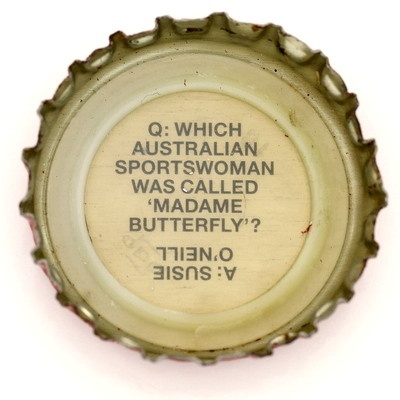 Q: WHICH
AUSTRALIAN
SPORTSWOMAN
WAS CALLED
‘MADAME
BUTTERFLY’?
A: SUSIE
O’NEILL